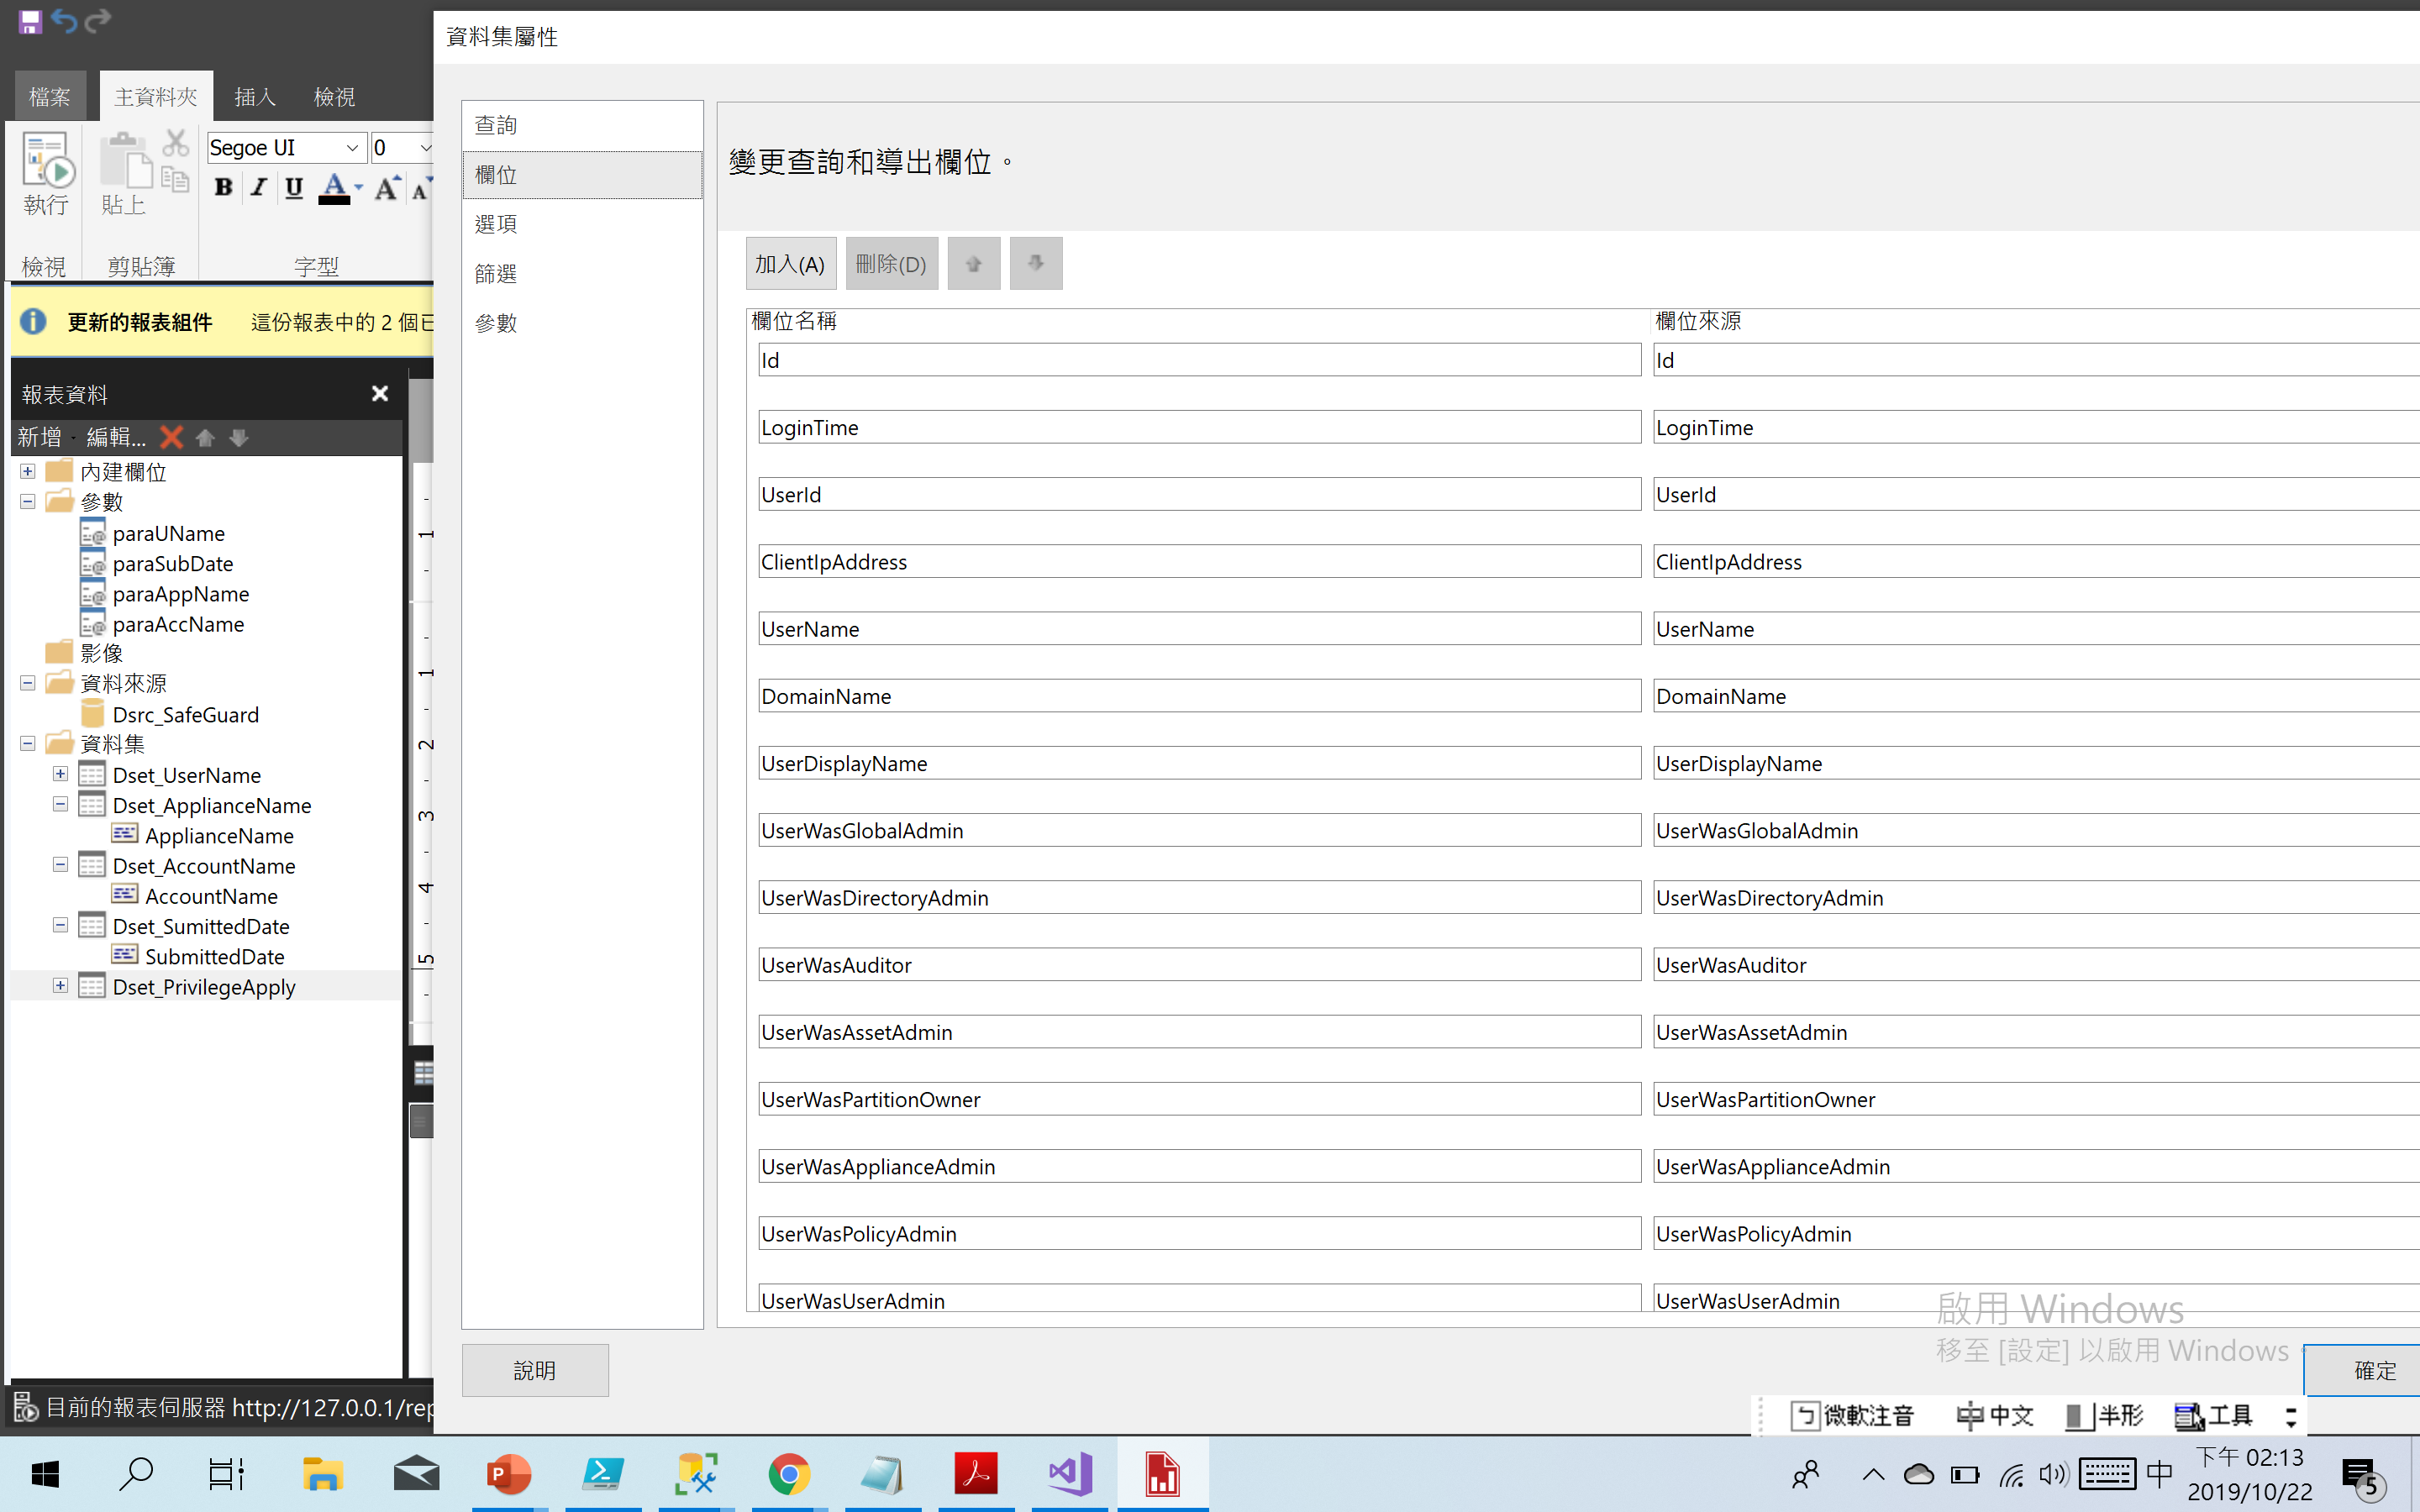 資料集屬性
檔案
主資料夾
插入
檢視
執行
檢視
貼上
剪貼簿
Segoe UI
0
B I U A A A
字型
更新的報表組件
這份報表中的 2 個已
報表資料
新增
編輯...
內建欄位
參數
paraUName
paraSubDate
paraAppName
paraAccName
影像
資料來源
Dsrc_SafeGuard
資料集
Dset_UserName
Dset_ApplianceName
ApplianceName
Dset_AccountName
AccountName
Dset_SumittedDate
SubmittedDate
Dset_PrivilegeApply
1
1
2
3
4
5
目前的報表伺服器 http://127.0.0.1/rep
查詢
欄位
選項
篩選
參數
說明
變更查詢和導出欄位。
加入(A)
刪除(D)
欄位名稱 欄位來源
Id Id
LoginTime LoginTime
UserId UserId
ClientIpAddress ClientIpAddress
UserName UserName
DomainName DomainName
UserDisplayName UserDisplayName
UserWasGlobalAdmin UserWasGlobalAdmin
UserWasDirectoryAdmin UserWasDirectoryAdmin
UserWasAuditor UserWasAuditor
UserWasAssetAdmin UserWasAssetAdmin
UserWasPartitionOwner UserWasPartitionOwner
UserWasApplianceAdmin UserWasApplianceAdmin
UserWasPolicyAdmin UserWasPolicyAdmin
UserWasUserAdmin UserWasUserAdmin
啟用 Windows
移至 [設定] 以啟用 Windows。
確定
ㄅ 微軟注音 中 中文 半形 工具
中
下午 02:13
2019/10/22
5